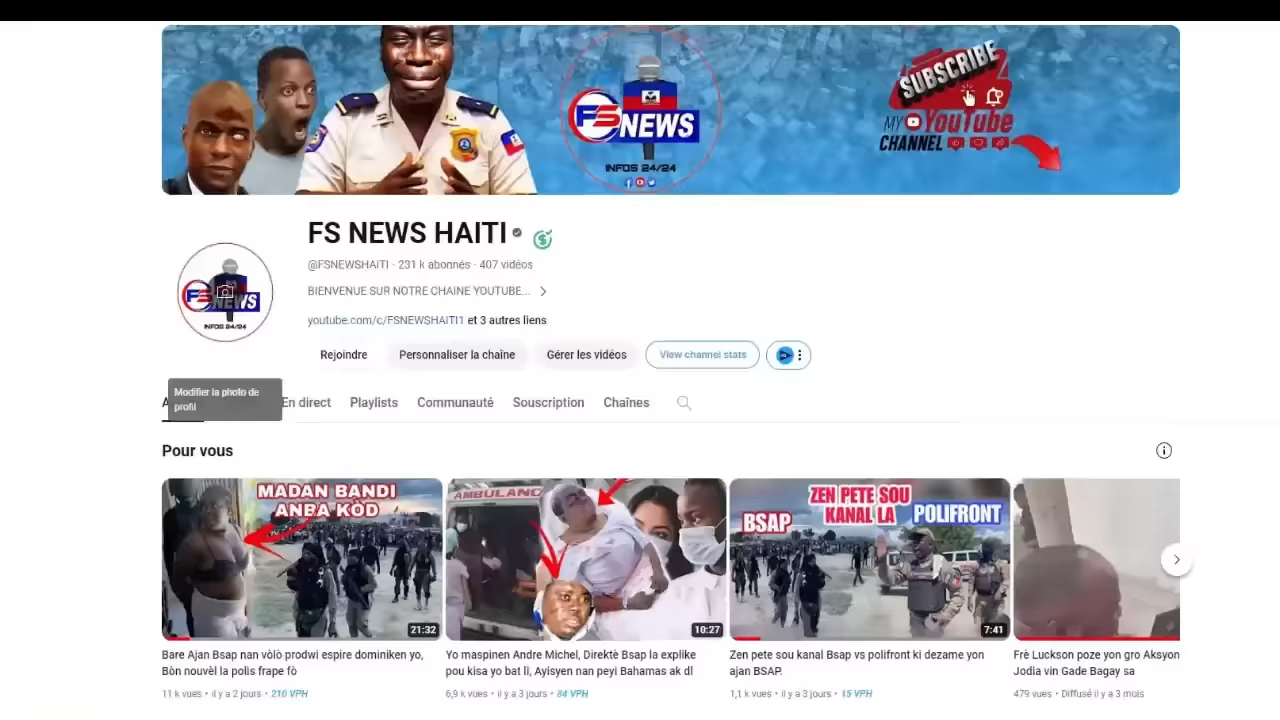 SUBSCRIBE
MY YouTube
CHANNEL
FS NEWS
INFOS 24/24
FS NEWS HAITI
@FSNEWSHAITI · 231 k abonnés · 407 vidéos
BIENVENUE SUR NOTRE CHAINE YOUTUBE...
youtube.com/c/FSNEWSHAITI1 et 3 autres liens
FS NEWS
INFOS 24/24
Rejoindre Personnaliser la chaîne Gérer les vidéos View channel stats
Modifier la photo de
profil
A
En direct Playlists Communauté Souscription Chaînes
Pour vous
MADAN BANDI
ANBA KÒD
21:32
AMBULANC
10:27
ZEN PETE SOU
KANAL LA
BSAP
POLIFRONT
7:41
Bare Ajan Bsap nan vòlò prodwi espire dominiken yo,
Bòn nouvèl la polis frape fò
11 k vues • il y a 2 jours • 210 VPH
Yo maspinen Andre Michel, Direktè Bsap la eksplike
pou kisa yo bat li, Ayisyen nan peyi Bahamas ak dl
6,9 k vues • il y a 3 jours • 84 VPH
Zen pete sou kanal Bsap vs polifront ki dezame yon
ajan BSAP.
1,1 k vues • il y a 3 jours • 15 VPH
Frè Luckson poze yon gro Aksyon
Jodia vin Gade Bagay sa
479 vues • Diffusé il y a 3 mois